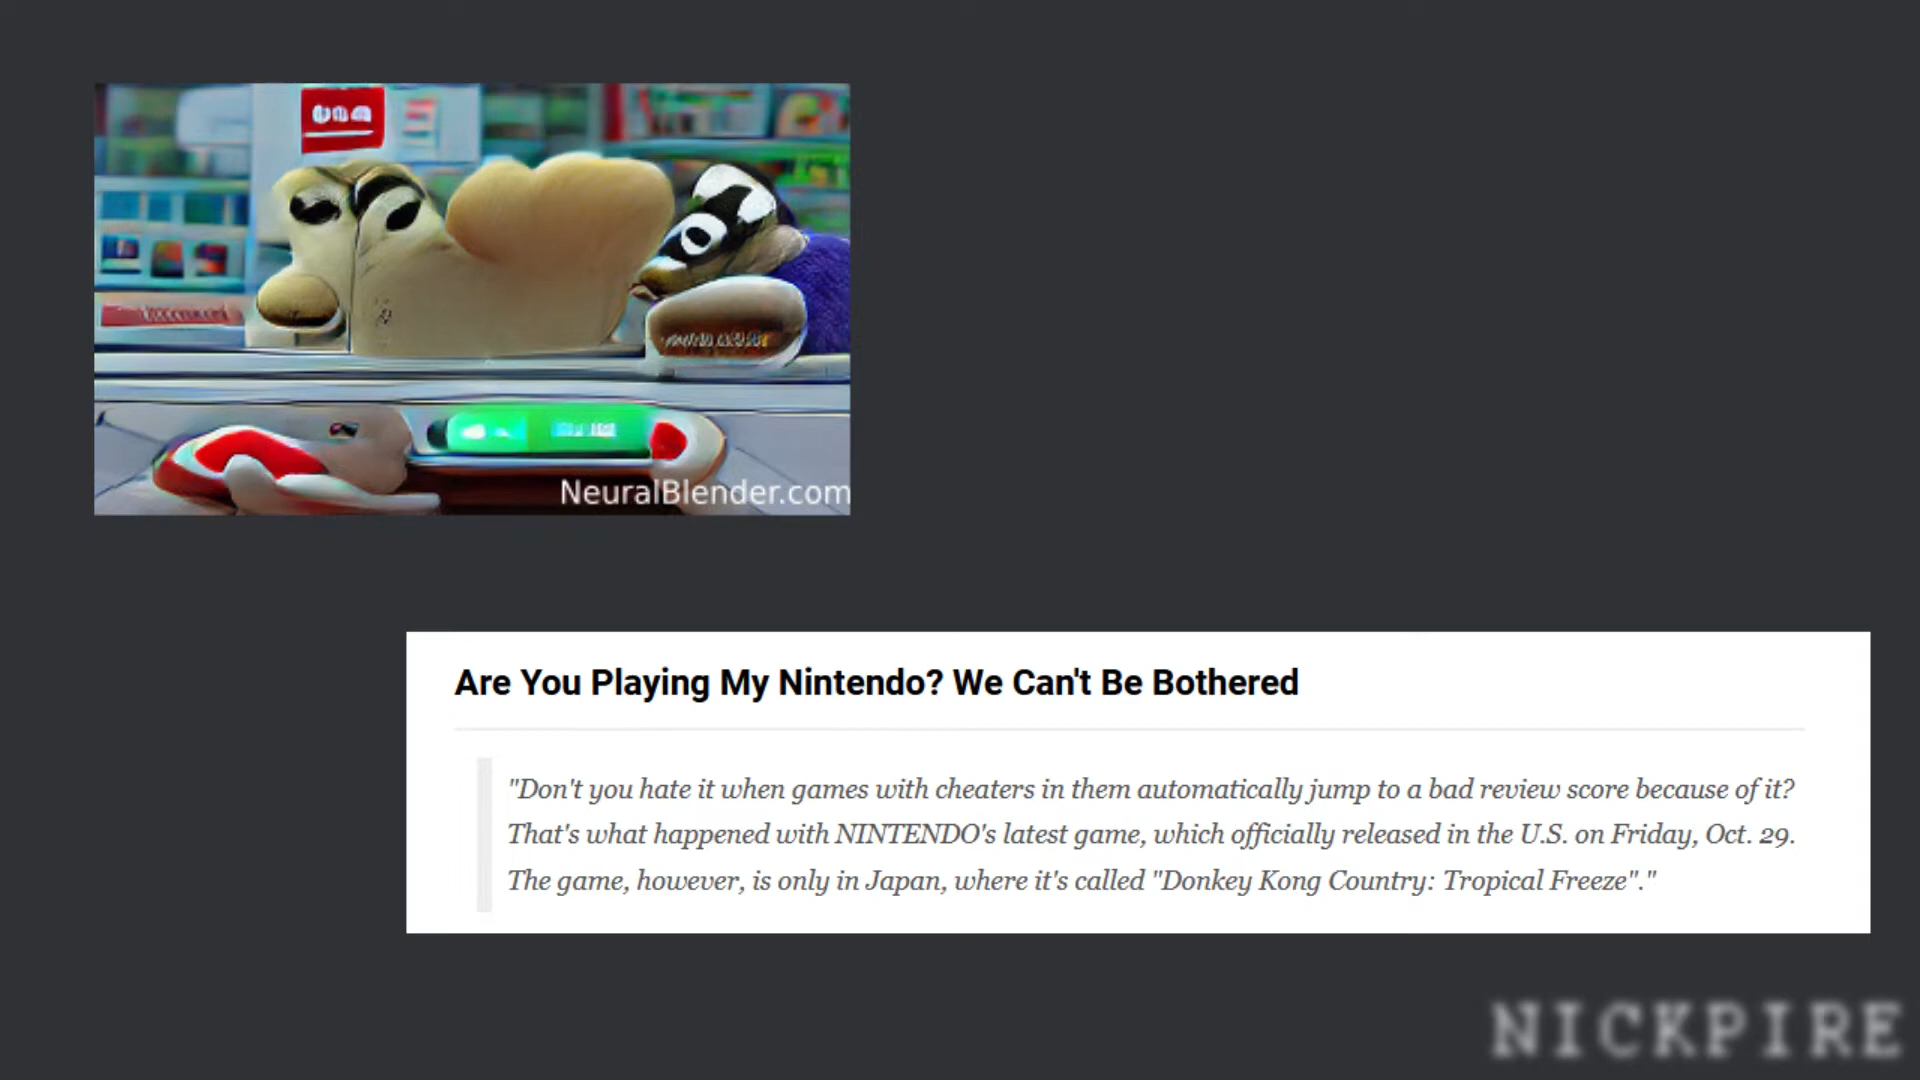 NeuralBlender.com
Are You Playing My Nintendo? We Can't Be Bothered
"Don't you hate it when games with cheaters in them automatically jump to a bad review score because of it?
That's what happened with NINTENDO's latest game, which officially released in the U.S. on Friday, Oct. 29.
The game, however, is only in Japan, where it's called "Donkey Kong Country: Tropical Freeze"."
NICKPIRE